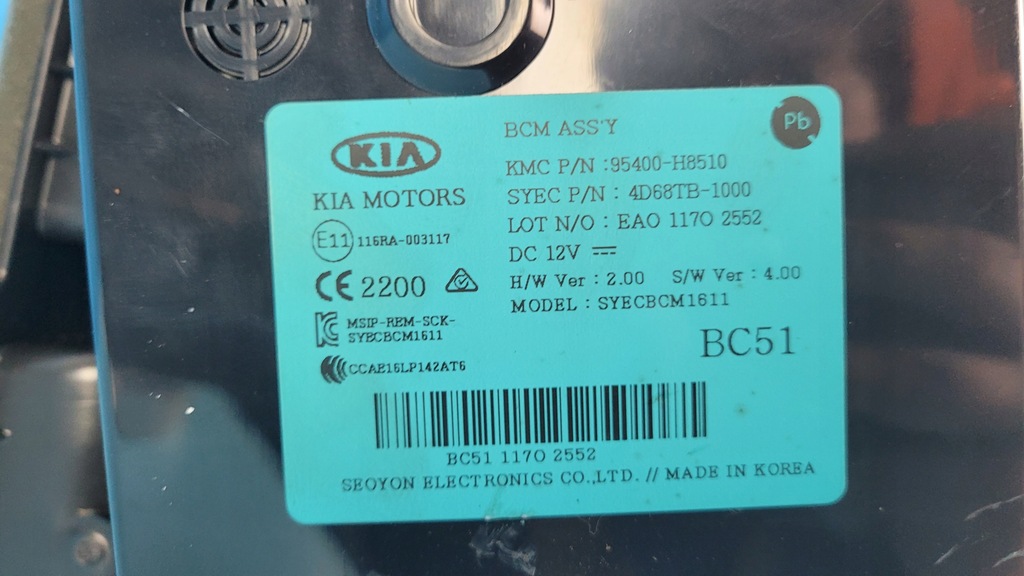 KIA
KIA MOTORS
E11 116RA-003117
CE 2200
MSIP-REM-SCK-
SYBCBCM1611
CCAE16LP142AT6
BCM ASS'Y
Pb
KMC P/N :95400-H8510
SYEC P/N : 4D68TB-1000
LOT N/O : EAO 1170 2552
DC 12V
H/W Ver : 2.00 S/W Ver : 4.00
MODEL : SYECBCM1611
BC51
BC51 1170 2552
SEOYON ELECTRONICS CO.,LTD. // MADE IN KOREA